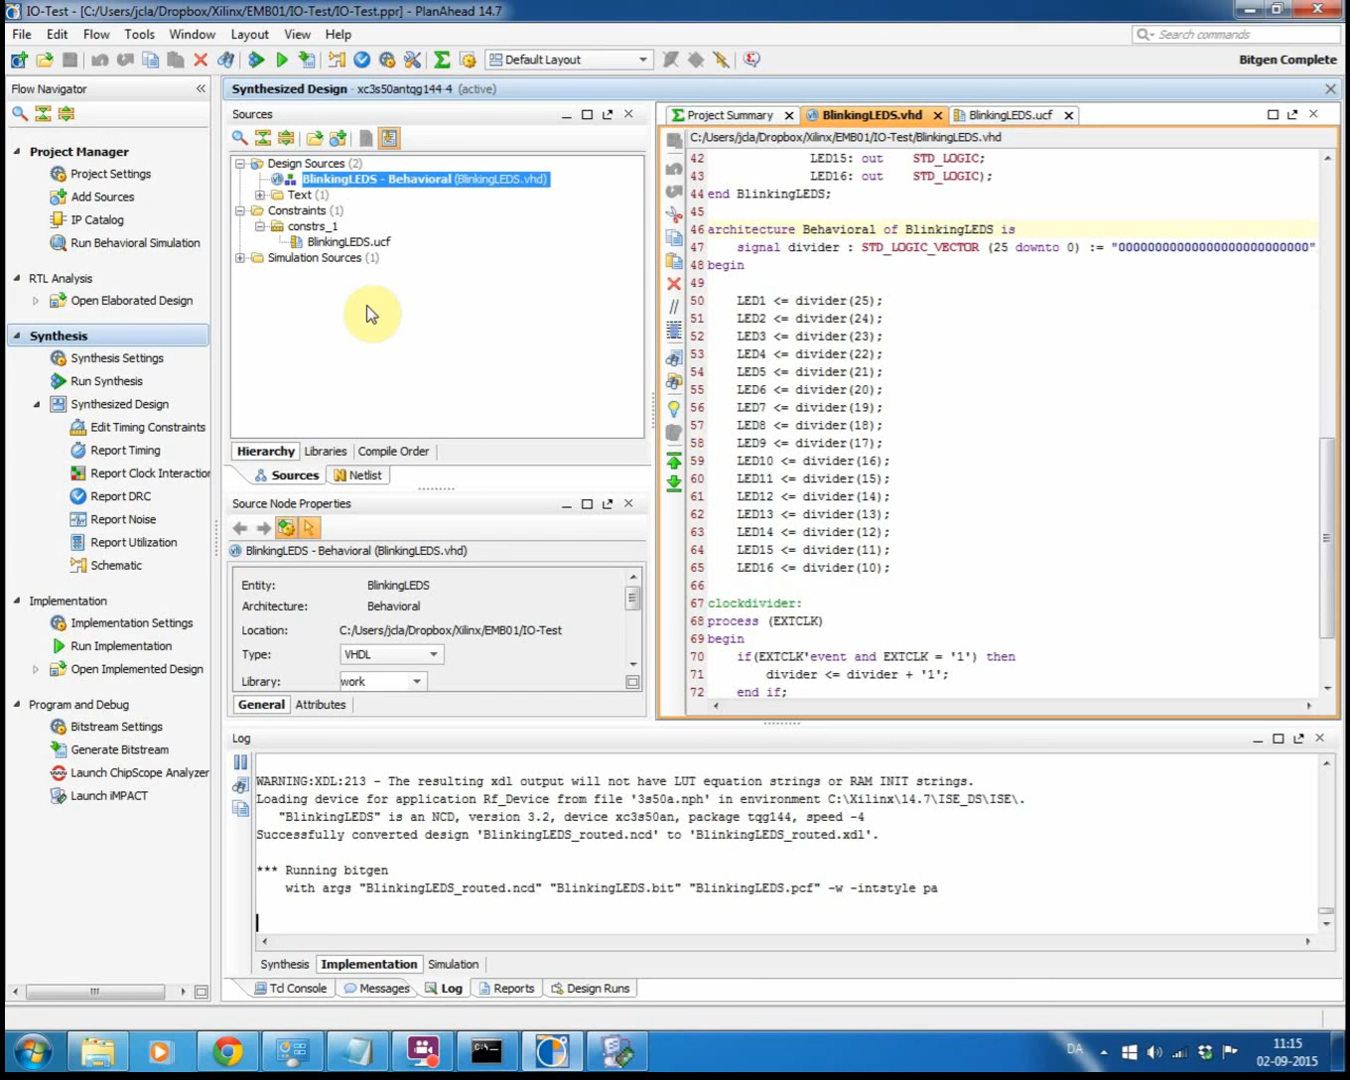 IO-Test - [C:/Users/jcla/Dropbox/Xilinx/EMB01/IO-Test/IO-Test.ppr] - PlanAhead 14.7
File Edit Flow Tools Window Layout View Help
Search commands
Default Layout
Bitgen Complete
Flow Navigator
Project Manager
Project Settings
Add Sources
IP Catalog
Run Behavioral Simulation
RTL Analysis
Open Elaborated Design
Synthesis
Synthesis Settings
Run Synthesis
Synthesized Design
Edit Timing Constraints
Report Timing
Report Clock Interaction
Report DRC
Report Noise
Report Utilization
Schematic
Implementation
Implementation Settings
Run Implementation
Open Implemented Design
Program and Debug
Bitstream Settings
Generate Bitstream
Launch ChipScope Analyzer
Launch iMPACT
Synthesized Design - xc3s50antqg144-4 (active)
Sources
Design Sources (2)
BlinkingLEDS - Behavioral (BlinkingLEDS.vhd)
Text (1)
Constraints (1)
constrs_1
BlinkingLEDS.ucf
Simulation Sources (1)
Hierarchy Libraries Compile Order
Sources Netlist
Source Node Properties
BlinkingLEDS - Behavioral (BlinkingLEDS.vhd)
Entity: BlinkingLEDS
Architecture: Behavioral
Location: C:/Users/jcla/Dropbox/Xilinx/EMB01/IO-Test
Type: VHDL
Library: work
General Attributes
Project Summary BlinkingLEDS.vhd BlinkingLEDS.ucf
C:/Users/jcla/Dropbox/Xilinx/EMB01/IO-Test/BlinkingLEDS.vhd
42 LED15: out STD_LOGIC;
43 LED16: out STD_LOGIC);
44 end BlinkingLEDS;
45
46 architecture Behavioral of BlinkingLEDS is
47 signal divider : STD_LOGIC_VECTOR (25 downto 0) := "00000000000000000000000000"
48 begin
49
50 LED1 <= divider(25);
51 LED2 <= divider(24);
52 LED3 <= divider(23);
53 LED4 <= divider(22);
54 LED5 <= divider(21);
55 LED6 <= divider(20);
56 LED7 <= divider(19);
57 LED8 <= divider(18);
58 LED9 <= divider(17);
59 LED10 <= divider(16);
60 LED11 <= divider(15);
61 LED12 <= divider(14);
62 LED13 <= divider(13);
63 LED14 <= divider(12);
64 LED15 <= divider(11);
65 LED16 <= divider(10);
66
67 clockdivider:
68 process (EXTCLK)
69 begin
70 if(EXTCLK'event and EXTCLK = '1') then
71 divider <= divider + '1';
72 end if;
Log
WARNING:XDL:213 - The resulting xdl output will not have LUT equation strings or RAM INIT strings.
Loading device for application Rf_Device from file '3s50a.nph' in environment C:\Xilinx\14.7\ISE_DS\ISE\.
"BlinkingLEDS" is an NCD, version 3.2, device xc3s50an, package tqg144, speed -4
Successfully converted design 'BlinkingLEDS_routed.ncd' to 'BlinkingLEDS_routed.xdl'.
*** Running bitgen
with args "BlinkingLEDS_routed.ncd" "BlinkingLEDS.bit" "BlinkingLEDS.pcf" -w -intstyle pa
Synthesis Implementation Simulation
Tcl Console Messages Log Reports Design Runs
DA
11:15
02-09-2015